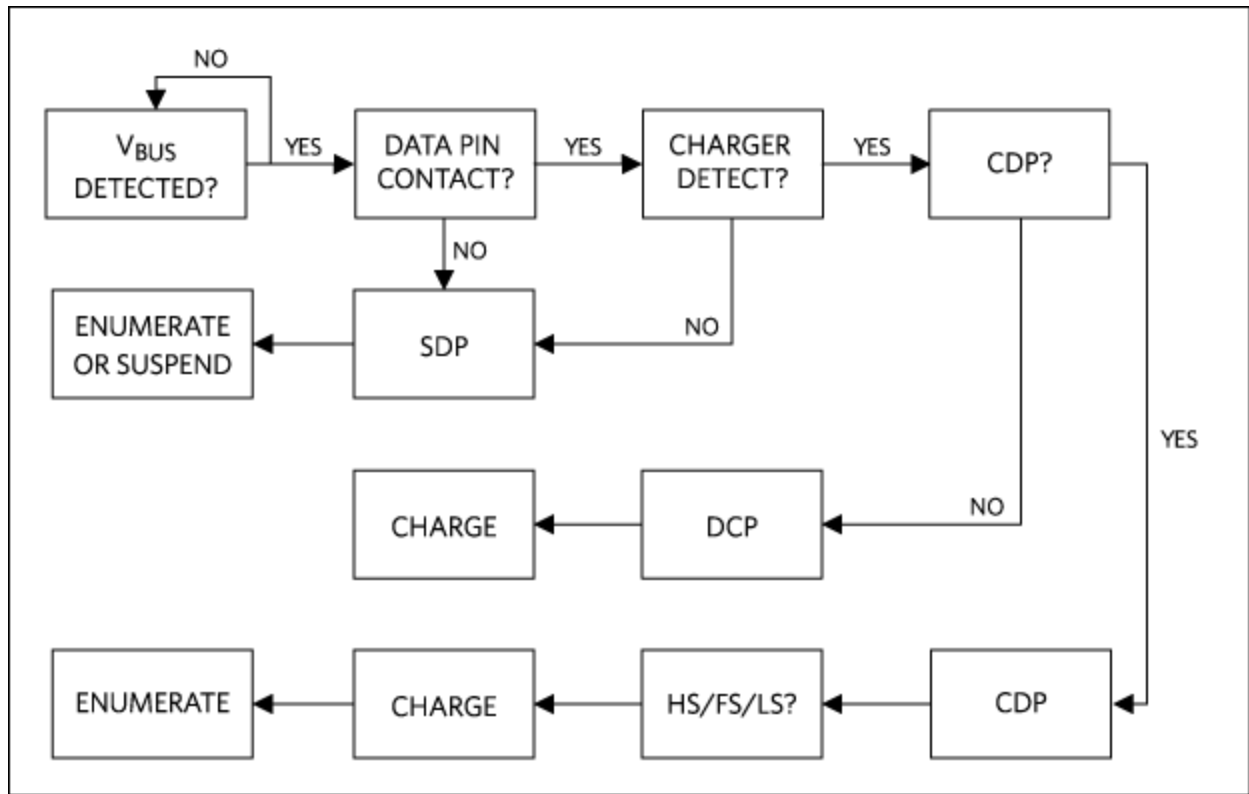 NO
VBUS
DETECTED?
YES
DATA PIN
CONTACT?
YES
CHARGER
DETECT?
YES
CDP?
NO
ENUMERATE
OR SUSPEND
SDP
NO
YES
CHARGE
DCP
NO
ENUMERATE
CHARGE
HS/FS/LS?
CDP